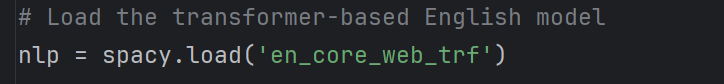 # Load the transformer-based English model
nlp = spacy.load('en_core_web_trf')